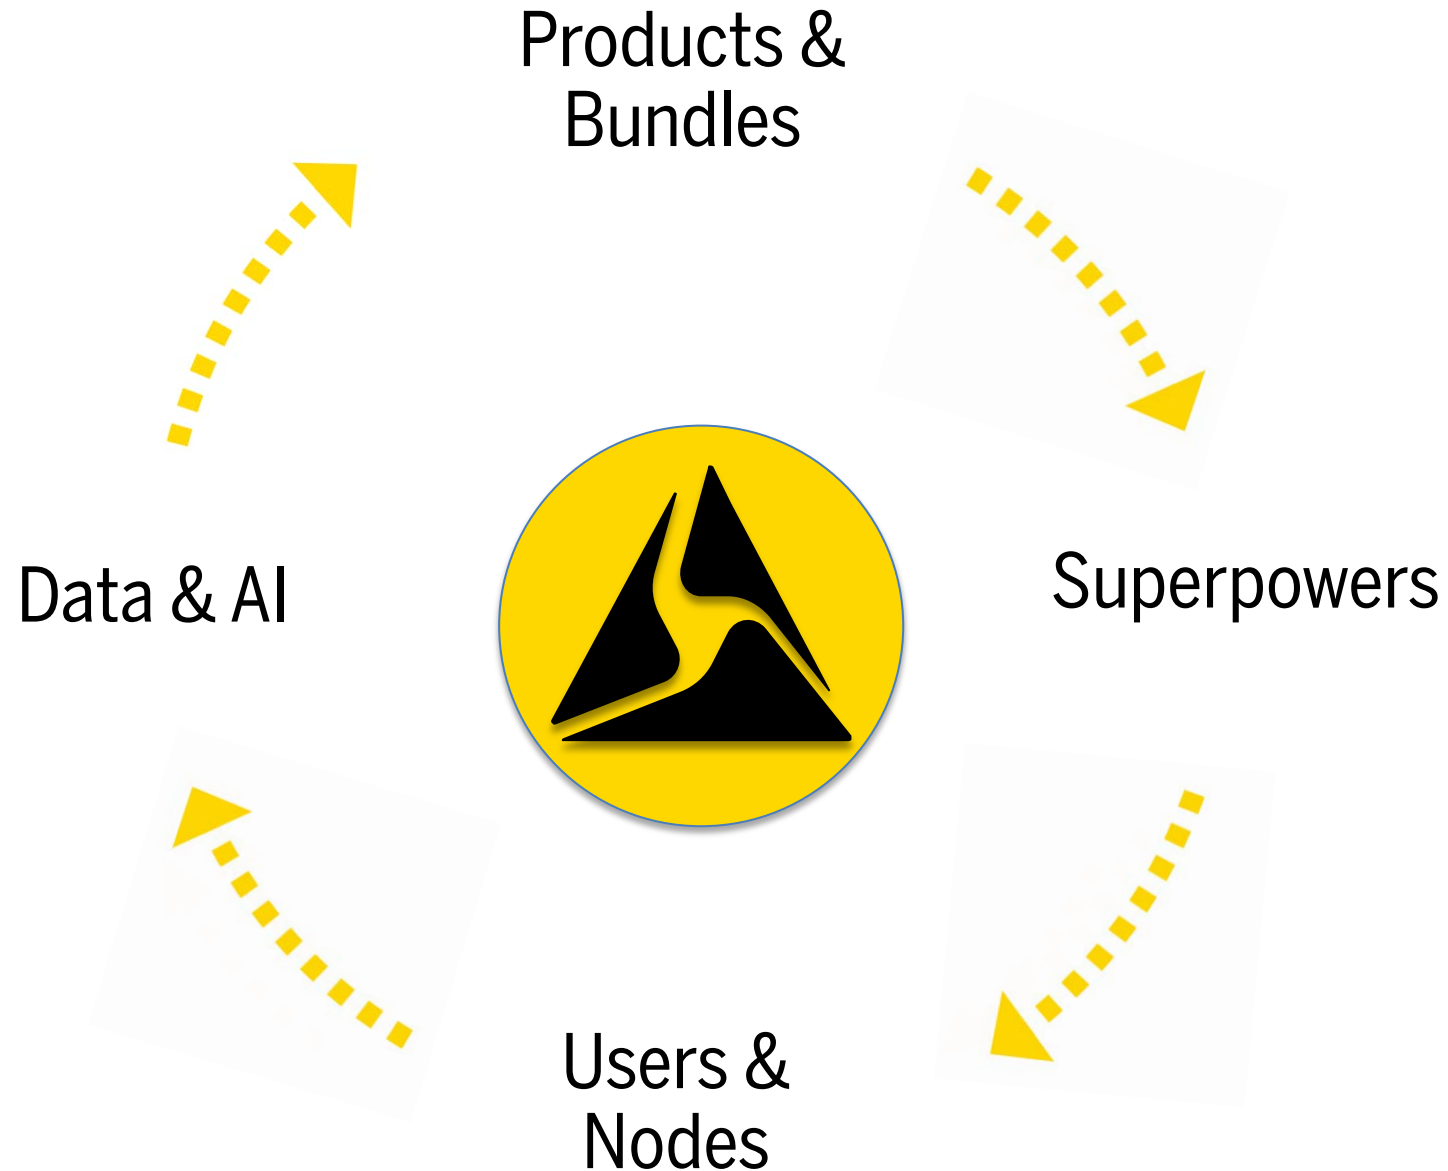 Products &
Bundles
Data & AI
Superpowers
Users &
Nodes